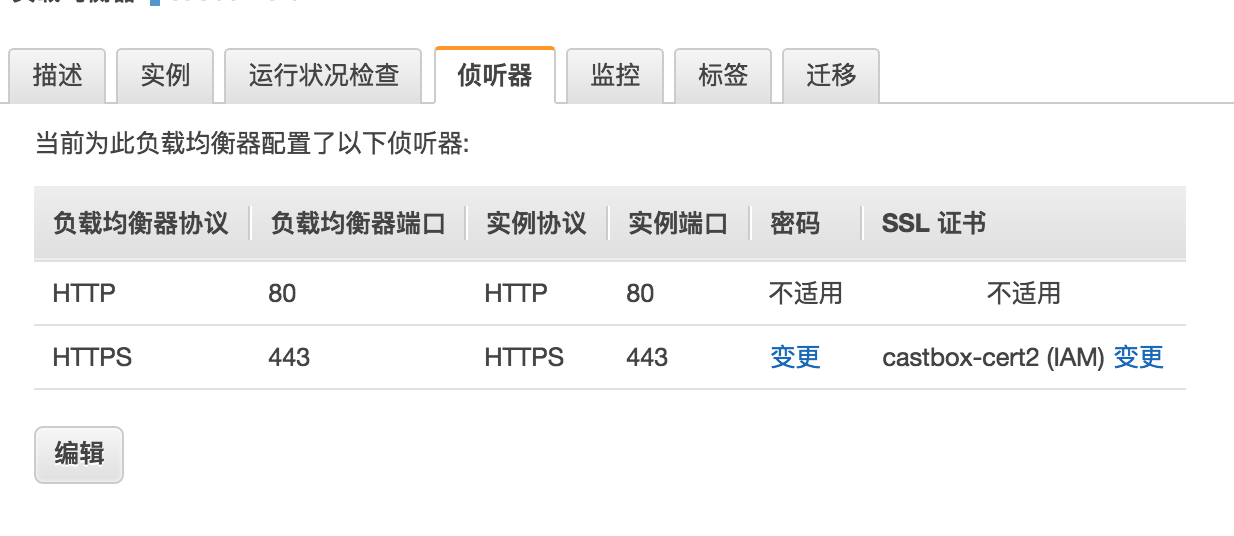 描述 实例 运行状况检查 侦听器 监控 标签 迁移
当前为此负载均衡器配置了以下侦听器:
负载均衡器协议 负载均衡器端口 实例协议 实例端口 密码 SSL 证书
HTTP 80 HTTP 80 不适用 不适用
HTTPS 443 HTTPS 443 变更 castbox-cert2 (IAM) 变更
编辑